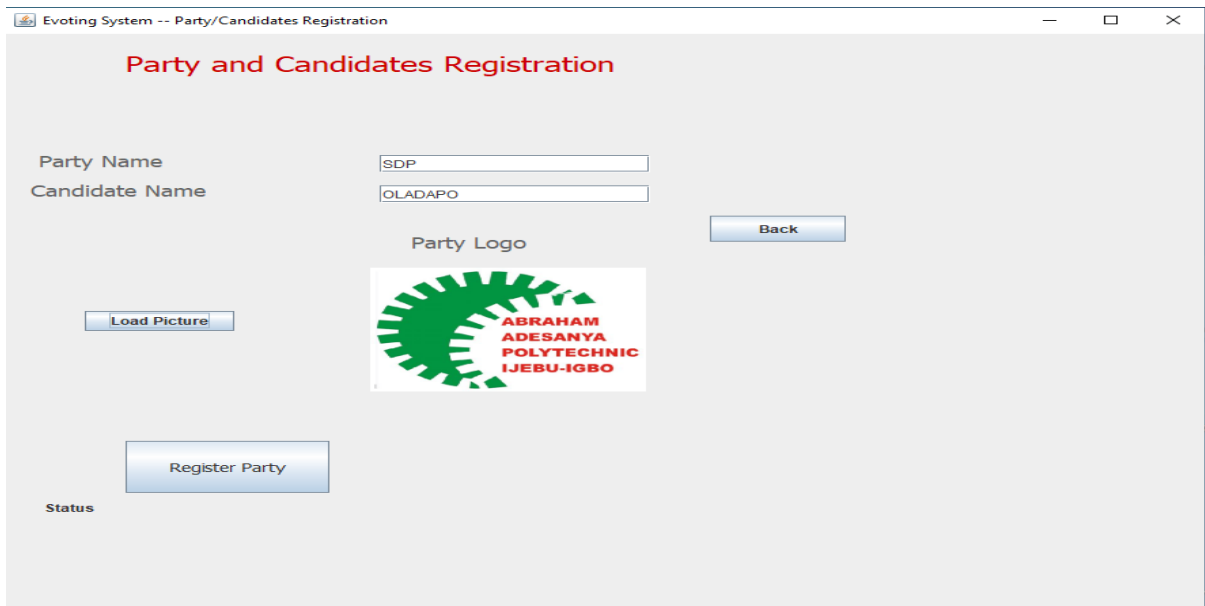 Evoting System -- Party/Candidates Registration
Party and Candidates Registration
Party Name
SDP
Candidate Name
OLADAPO
Back
Party Logo
Load Picture
ABRAHAM
ADESANYA
POLYTECHNIC
IJEBU-IGBO
Register Party
Status